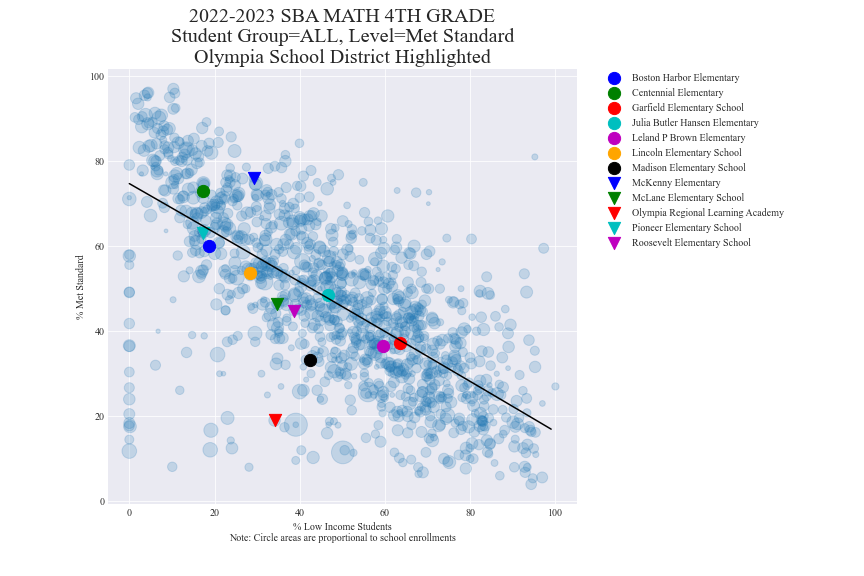 2022-2023 SBA MATH 4TH GRADE
Student Group=ALL, Level=Met Standard
Olympia School District Highlighted
100
80
60
40
20
0
% Met Standard
0 20 40 60 80 100
% Low Income Students
Note: Circle areas are proportional to school enrollments
Boston Harbor Elementary
Centennial Elementary
Garfield Elementary School
Julia Butler Hansen Elementary
Leland P Brown Elementary
Lincoln Elementary School
Madison Elementary School
McKenny Elementary
McLane Elementary School
Olympia Regional Learning Academy
Pioneer Elementary School
Roosevelt Elementary School